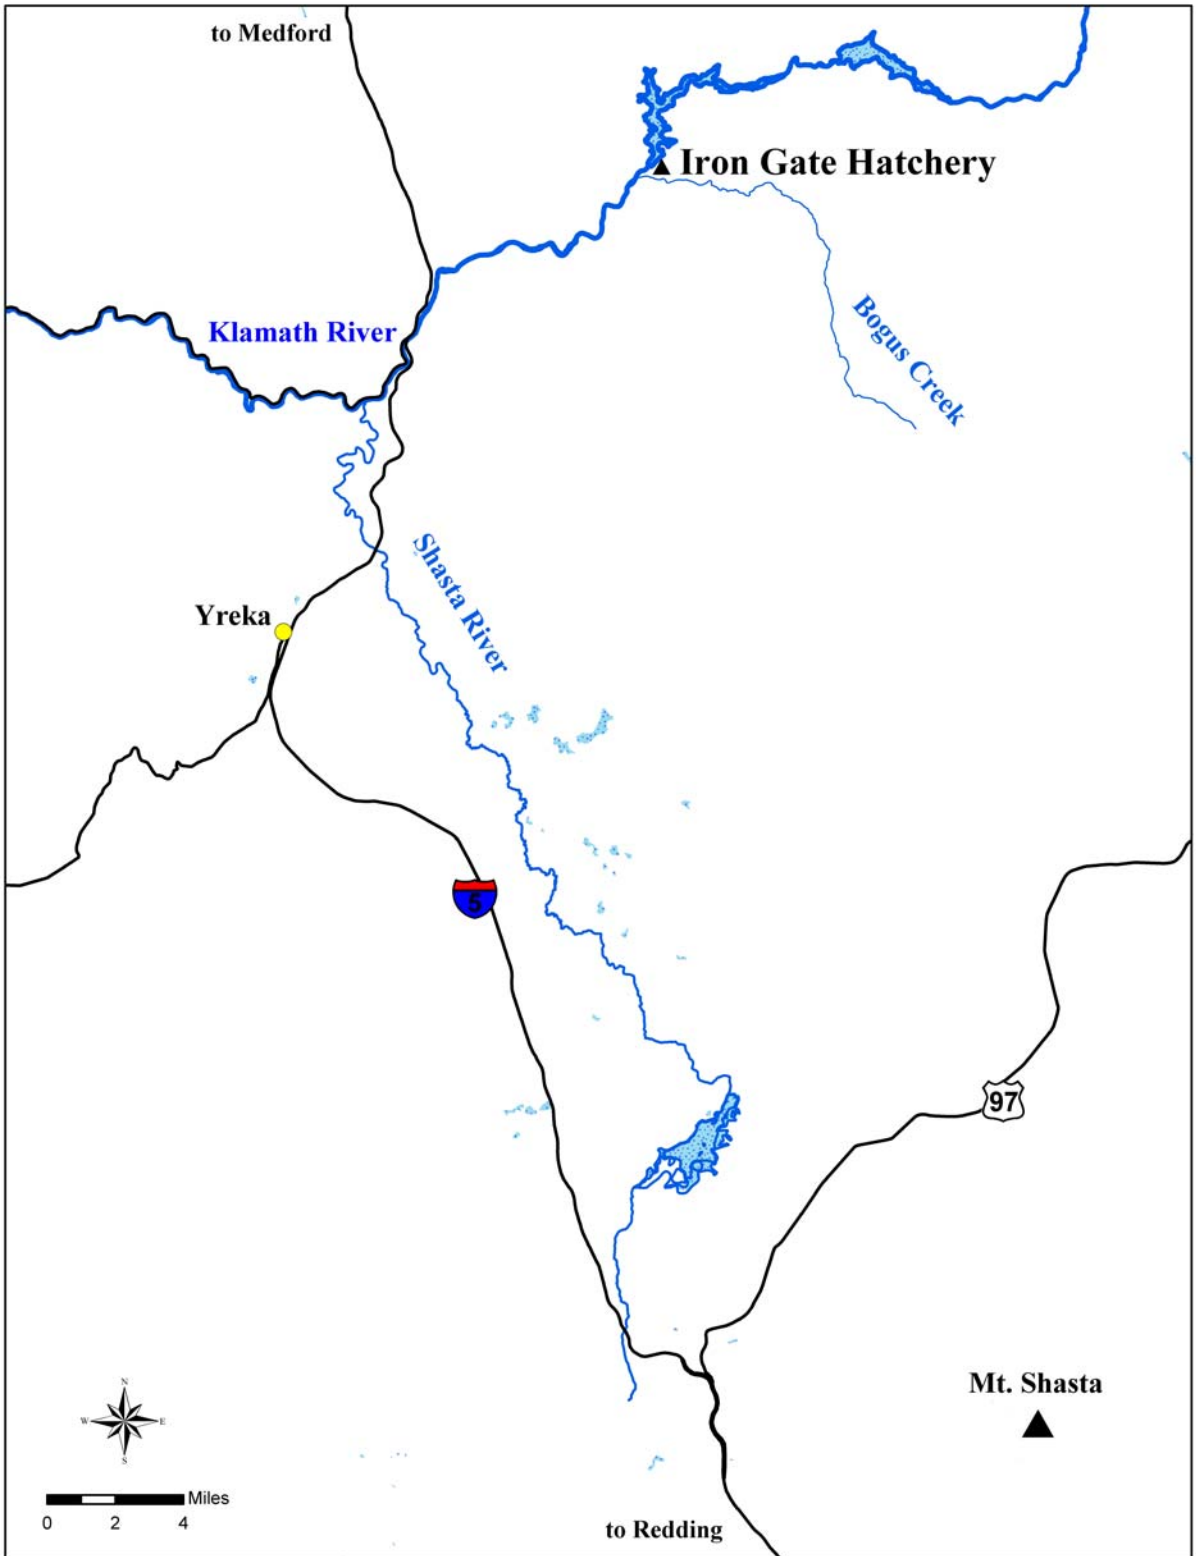 to Medford
Iron Gate Hatchery
Klamath River
Bogus Creek
Shasta River
Yreka
5
97
Mt. Shasta
N
W E
S
Miles
0 2 4
to Redding